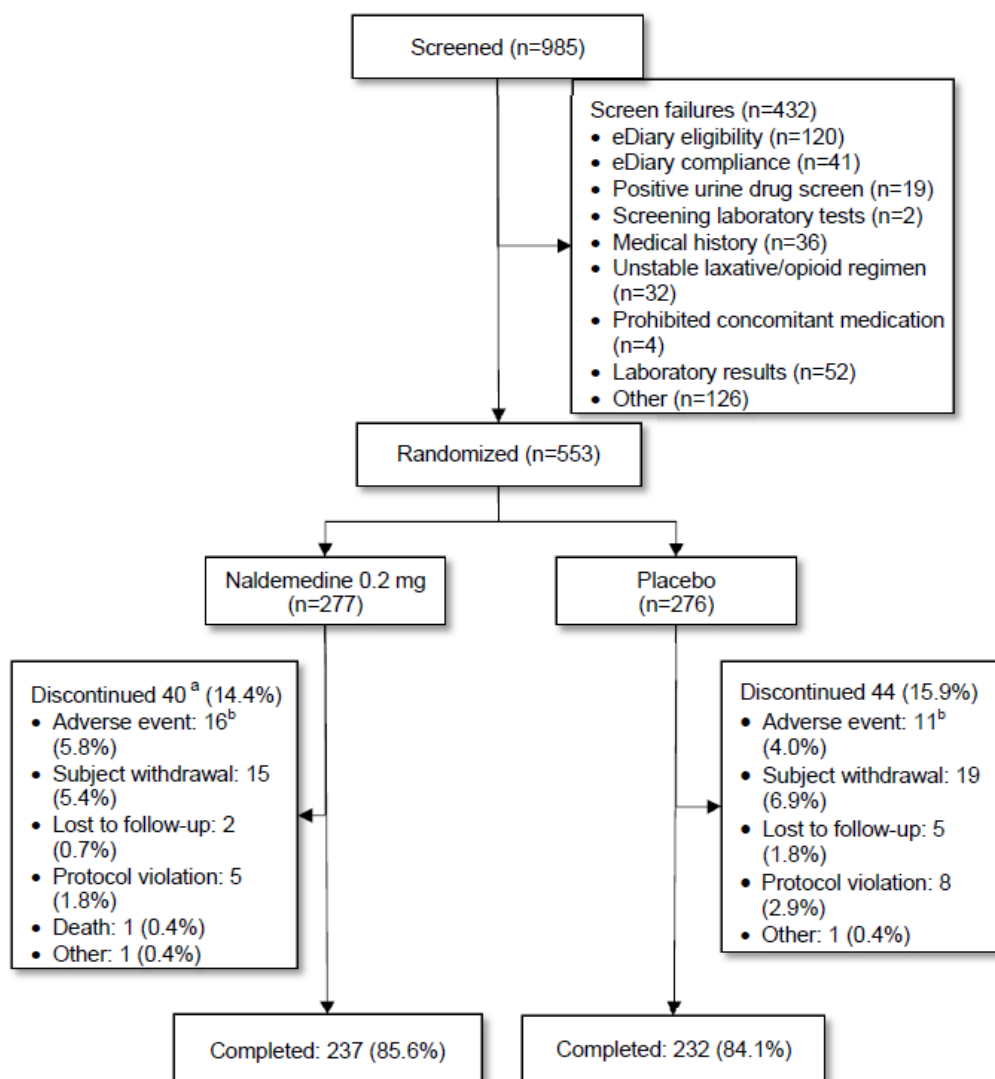 Screened (n=985)
Screen failures (n=432)
• eDiary eligibility (n=120)
• eDiary compliance (n=41)
• Positive urine drug screen (n=19)
• Screening laboratory tests (n=2)
• Medical history (n=36)
• Unstable laxative/opioid regimen
(n=32)
• Prohibited concomitant medication
(n=4)
• Laboratory results (n=52)
• Other (n=126)
Randomized (n=553)
Naldemedine 0.2 mg
(n=277)
Placebo
(n=276)
Discontinued 40 a (14.4%)
• Adverse event: 16b
(5.8%)
• Subject withdrawal: 15
(5.4%)
• Lost to follow-up: 2
(0.7%)
• Protocol violation: 5
(1.8%)
• Death: 1 (0.4%)
• Other: 1 (0.4%)
Discontinued 44 (15.9%)
• Adverse event: 11b
(4.0%)
• Subject withdrawal: 19
(6.9%)
• Lost to follow-up: 5
(1.8%)
• Protocol violation: 8
(2.9%)
• Other: 1 (0.4%)
Completed: 237 (85.6%)
Completed: 232 (84.1%)